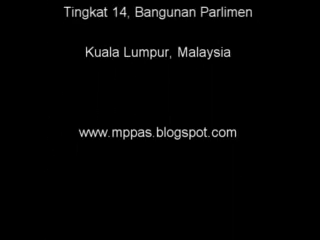 Tingkat 14, Bangunan Parlimen
Kuala Lumpur, Malaysia
www.mppas.blogspot.com